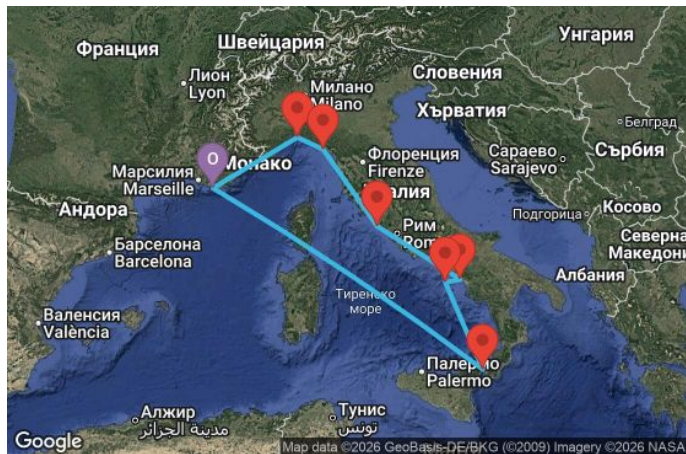 Франция
Швейцария
Унгария
Лион
Lyon
Милано
Milano
Словения
Хърватия
Белград
Марсилия
Marseille
O
Монако
Флоренция
Firenze
Сараево
Sarajevo
Сърбия
Андора
Италия
Подгорица
Косово
Рим
Северна
Македони
Барселона
Barcelona
Албания
Тиренско
море
Валенсия
València
Палермо
Palermo
Алжир
مدينة الجزائر
Тунис
تونس
Google
Map data ©2026 GeoBasis-DE/BKG (©2009) Imagery ©2026 NASA